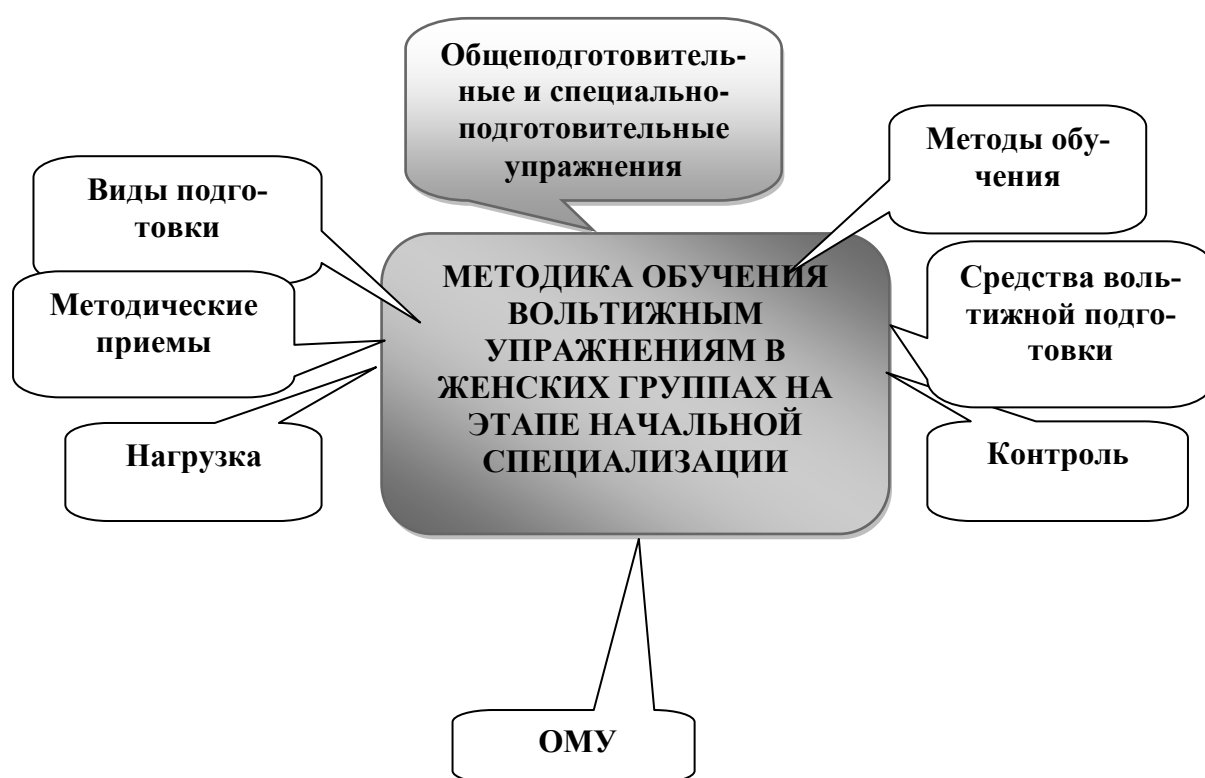 Общеподготовитель-
ные и специально-
подготовительные
упражнения
Методы обу-
чения
Виды подго-
товки
МЕТОДИКА ОБУЧЕНИЯ
ВОЛЬТИЖНЫМ
УПРАЖНЕНИЯМ В
ЖЕНСКИХ ГРУППАХ НА
ЭТАПЕ НАЧАЛЬНОЙ
СПЕЦИАЛИЗАЦИИ
Средства воль-
тижной подго-
товки
Методические
приемы
Нагрузка
Контроль
ОМУ